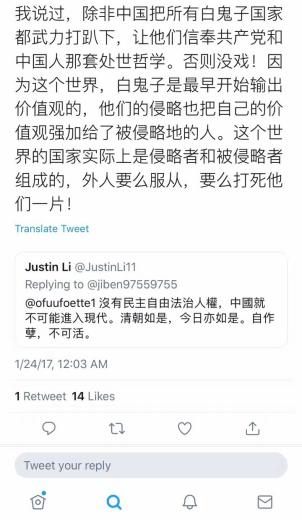 我说过，除非中国把所有白鬼子国家
都武力打趴下，让他们信奉共产党和
中国人那套处世哲学。否则没戏！因
为这个世界，白鬼子是最早开始输出
价值观的，他们的侵略也把自己的价
值观强加给了被侵略地的人。这个世
界的国家实际上是侵略者和被侵略者
组成的，外人要么服从，要么打死他
们一片！
Translate Tweet
Justin Li @JustinLi11
Replying to @jiben97559755
@ofuufoette1 沒有民主自由法治人權，中國就
不可能進入現代。清朝如是，今日亦如是。自作
孽，不可活。
1/24/17, 12:03 AM
1 Retweet 14 Likes
Tweet your reply